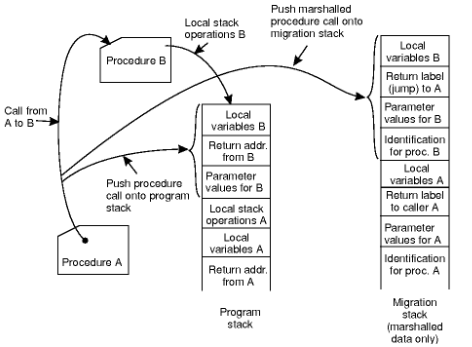 Local stack
operations B
Push marshalled
procedure call onto
migration stack
Procedure B
Call from
A to B
Push procedure
call onto program
stack
Procedure A
Local
variables B
Return addr.
from B
Parameter
values for B
Local stack
operations A
Local
variables A
Return addr.
from A
Program
stack
Local
variables B
Return label
(jump) to A
Parameter
values for B
Identification
for proc. B
Local
variables A
Return label
to caller A
Parameter
values for A
Identification
for proc. A
Migration
stack
(marshalled
data only)